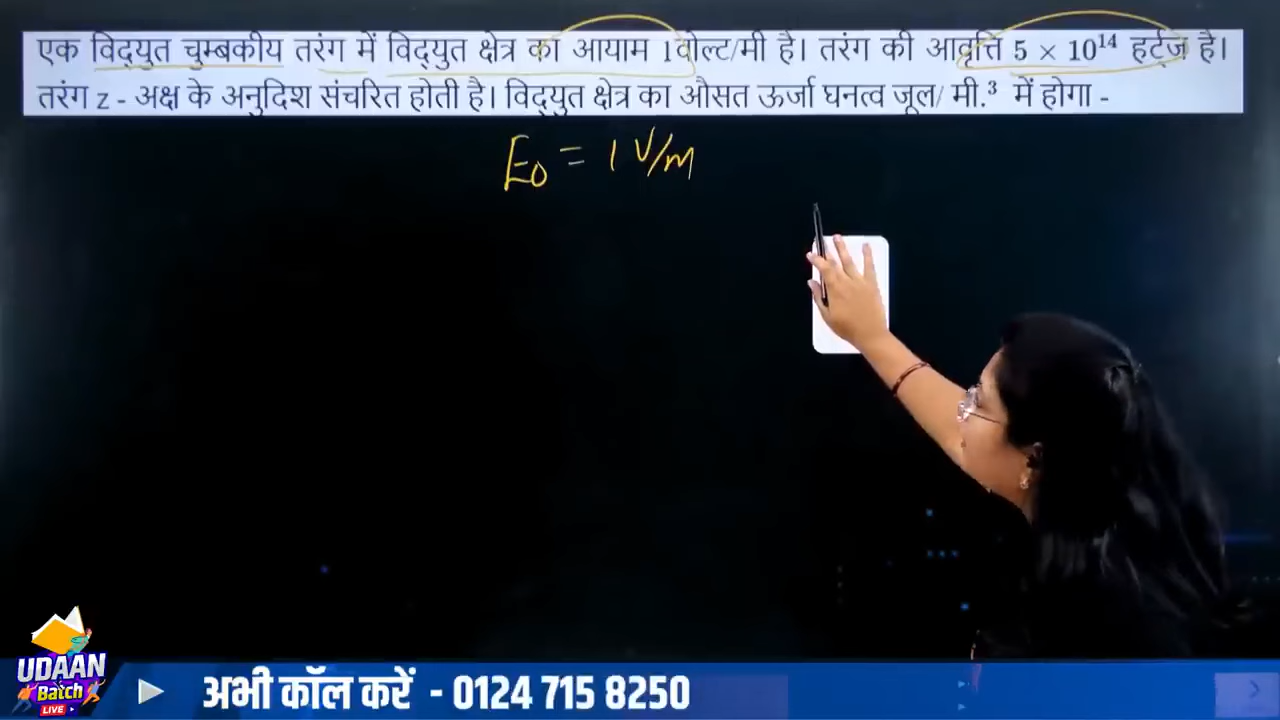 एक विद्युत चुम्बकीय तरंग में विद्युत क्षेत्र का आयाम 1वोल्ट/मी है। तरंग की आवृत्ति 5 × 10¹⁴ हर्ट्ज है।
तरंग z - अक्ष के अनुदिश संचरित होती है। विद्युत क्षेत्र का औसत ऊर्जा घनत्व जूल/ मी.³ में होगा -
E₀ = 1 V/m
UDAAN
Batch
LIVE
अभी कॉल करें - 0124 715 8250